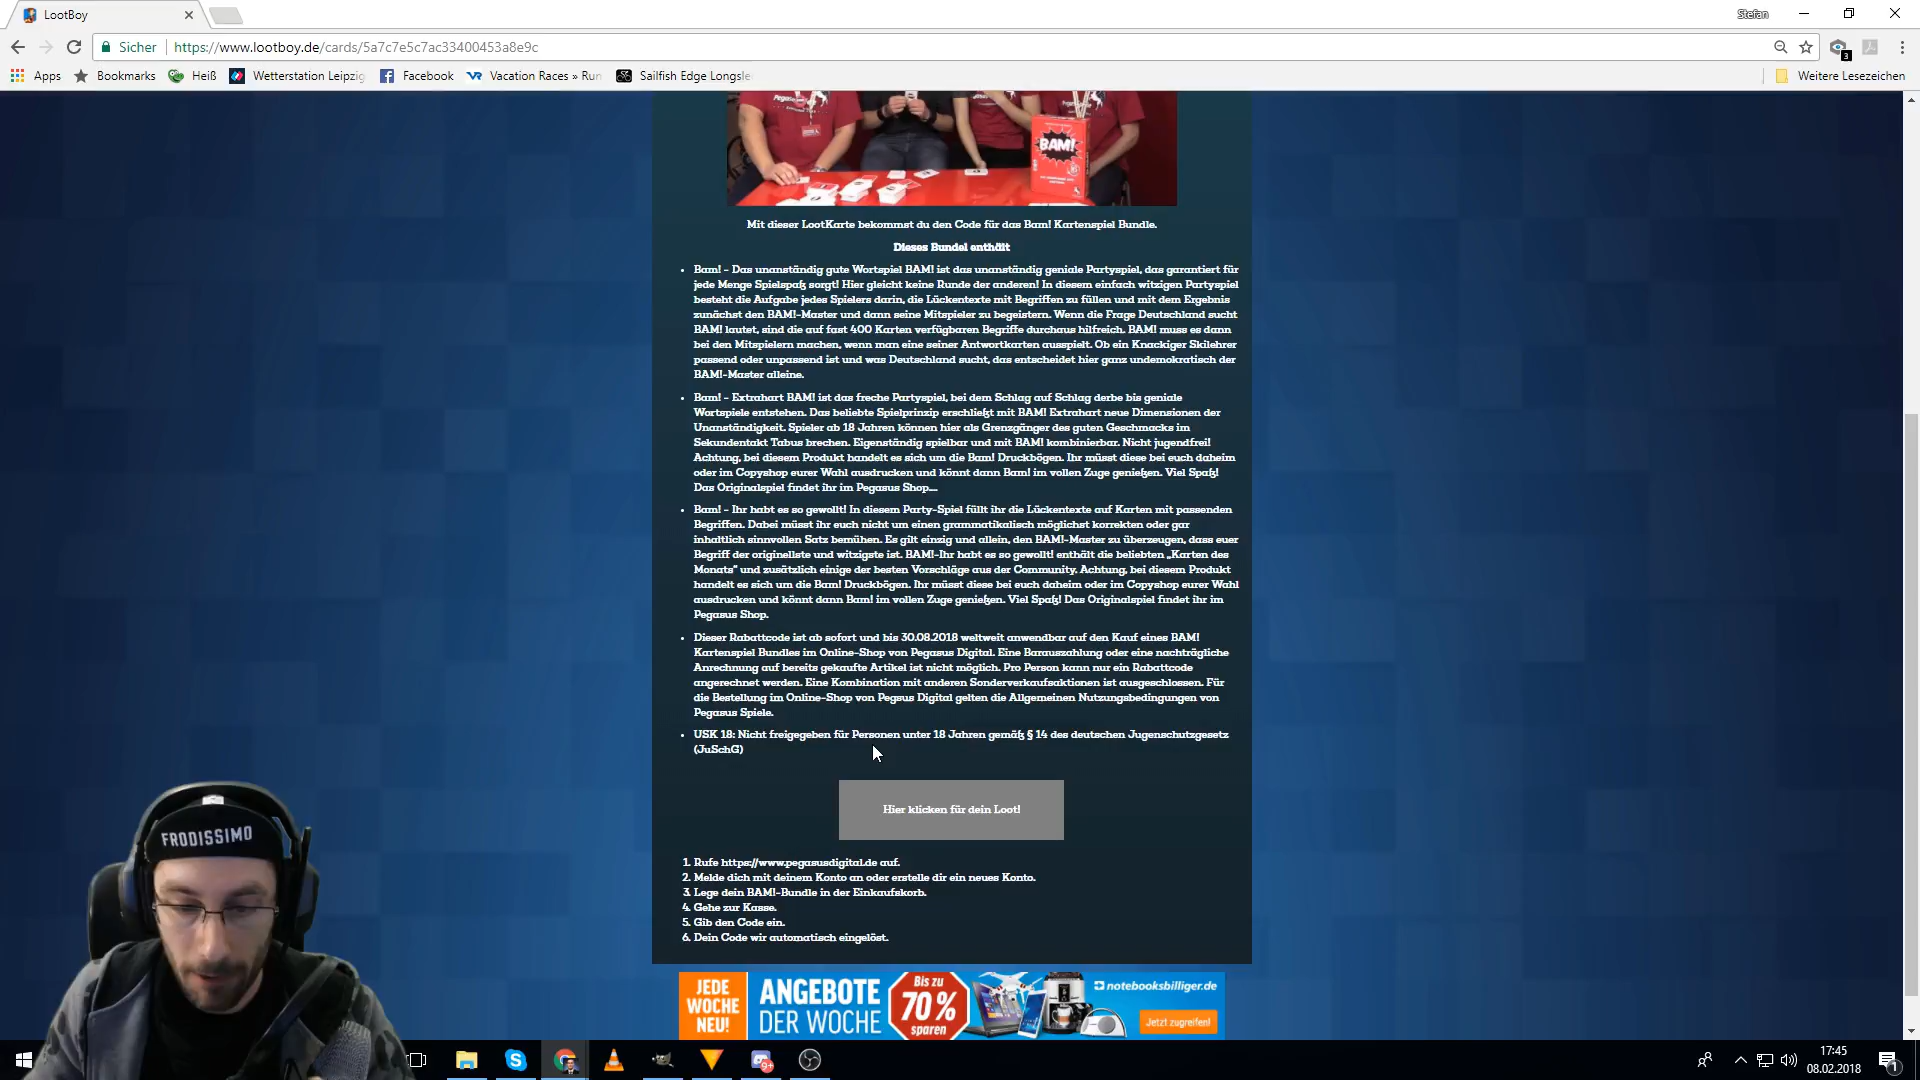 LootBoy
Stefan
Sicher
https://www.lootboy.de/cards/5a7c7e5c7ac33400453a8e9c
3
Apps
Bookmarks
Heiß
Wetterstation Leipzig
Facebook
VR Vacation Races » Run
Sailfish Edge Longsle
Weitere Lesezeichen
BAM!
Mit dieser LootKarte bekommst du den Code für das Bam! Kartenspiel Bundle.
Dieses Bundel enthält
• Bam! - Das unanständig gute Wortspiel BAM! ist das unanständig geniale Partyspiel, das garantiert für
jede Menge Spielspaß sorgt! Hier gleicht keine Runde der anderen! In diesem einfach witzigen Partyspiel
besteht die Aufgabe jedes Spielers darin, die Lückentexte mit Begriffen zu füllen und mit dem Ergebnis
zunächst den BAM!-Master und dann seine Mitspieler zu begeistern. Wenn die Frage Deutschland sucht
BAM! lautet, sind die auf fast 400 Karten verfügbaren Begriffe durchaus hilfreich. BAM! muss es dann
bei den Mitspielern machen, wenn man eine seiner Antwortkarten ausspielt. Ob ein Knackiger Skilehrer
passend oder unpassend ist und was Deutschland sucht, das entscheidet hier ganz undemokratisch der
BAM!-Master alleine.
• Bam! - Extrahart BAM! ist das freche Partyspiel, bei dem Schlag auf Schlag derbe bis geniale
Wortspiele entstehen. Das beliebte Spielprinzip erschließt mit BAM! Extrahart neue Dimensionen der
Unanständigkeit. Spieler ab 18 Jahren können hier als Grenzgänger des guten Geschmacks im
Sekundentakt Tabus brechen. Eigenständig spielbar und mit BAM! kombinierbar. Nicht jugendfrei!
Achtung, bei diesem Produkt handelt es sich um die Bam! Druckbögen. Ihr müsst diese bei euch daheim
oder im Copyshop eurer Wahl ausdrucken und könnt dann Bam! im vollen Zuge genießen. Viel Spaß!
Das Originalspiel findet ihr im Pegasus Shop....
• Bam! - Ihr habt es so gewollt! In diesem Party-Spiel füllt ihr die Lückentexte auf Karten mit passenden
Begriffen. Dabei müsst ihr euch nicht um einen grammatikalisch möglichst korrekten oder gar
inhaltlich sinnvollen Satz bemühen. Es gilt einzig und allein, den BAM!-Master zu überzeugen, dass euer
Begriff der originellste und witzigste ist. BAM!-Ihr habt es so gewollt! enthält die beliebten „Karten des
Monats" und zusätzlich einige der besten Vorschläge aus der Community. Achtung, bei diesem Produkt
handelt es sich um die Bam! Druckbögen. Ihr müsst diese bei euch daheim oder im Copyshop eurer Wahl
ausdrucken und könnt dann Bam! im vollen Zuge genießen. Viel Spaß! Das Originalspiel findet ihr im
Pegasus Shop.
• Dieser Rabattcode ist ab sofort und bis 30.08.2018 weltweit anwendbar auf den Kauf eines BAM!
Kartenspiel Bundles im Online-Shop von Pegasus Digital. Eine Barauszahlung oder eine nachträgliche
Anrechnung auf bereits gekaufte Artikel ist nicht möglich. Pro Person kann nur ein Rabattcode
angerechnet werden. Eine Kombination mit anderen Sonderverkaufsaktionen ist ausgeschlossen. Für
die Bestellung im Online-Shop von Pegsus Digital gelten die Allgemeinen Nutzungsbedingungen von
Pegasus Spiele.
• USK 18: Nicht freigegeben für Personen unter 18 Jahren gemäß § 14 des deutschen Jugenschutzgesetz
(JuSchG)
Hier klicken für dein Loot!
1. Rufe https://www.pegasusdigital.de auf.
2. Melde dich mit deinem Konto an oder erstelle dir ein neues Konto.
3. Lege dein BAM!-Bundle in der Einkaufskorb.
4. Gehe zur Kasse.
5. Gib den Code ein.
6. Dein Code wir automatisch eingelöst.
FRODISSIMO
JEDE
WOCHE
NEU!
ANGEBOTE
DER WOCHE
Bis zu
70%
sparen
notebooksbilliger.de
Jetzt zugreifen!
17:45
08.02.2018
1